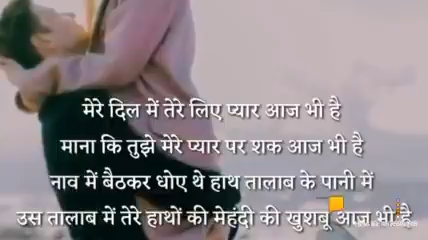 मेरे दिल में तेरे लिए प्यार आज भी है
माना कि तुझे मेरे प्यार पर शक आज भी है
नाव में बैठकर धोए थे हाथ तालाब के पानी में
उस तालाब में तेरे हाथों की मेहंदी की खुशबू आज भी है